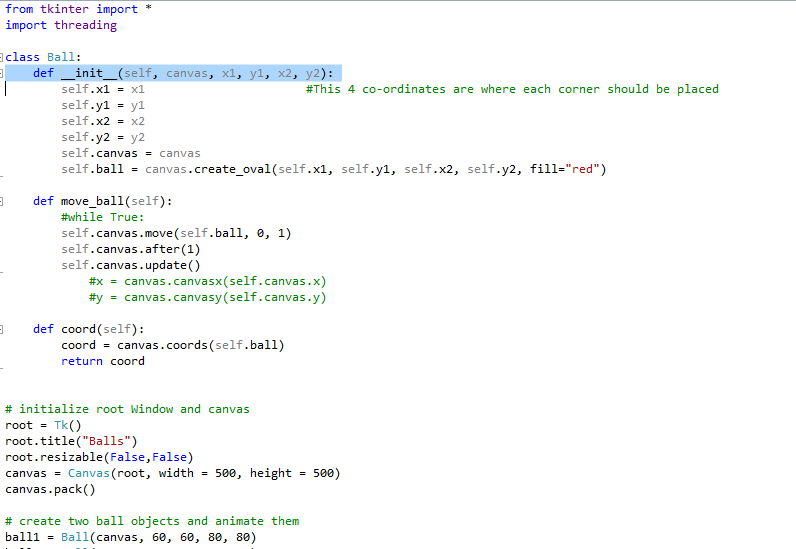 from tkinter import *
import threading
class Ball:
def __init__(self, canvas, x1, y1, x2, y2):
self.x1 = x1 #This 4 co-ordinates are where each corner should be placed
self.y1 = y1
self.x2 = x2
self.y2 = y2
self.canvas = canvas
self.ball = canvas.create_oval(self.x1, self.y1, self.x2, self.y2, fill="red")
def move_ball(self):
#while True:
self.canvas.move(self.ball, 0, 1)
self.canvas.after(1)
self.canvas.update()
#x = canvas.canvasx(self.canvas.x)
#y = canvas.canvasy(self.canvas.y)
def coord(self):
coord = canvas.coords(self.ball)
return coord
# initialize root Window and canvas
root = Tk()
root.title("Balls")
root.resizable(False,False)
canvas = Canvas(root, width = 500, height = 500)
canvas.pack()
# create two ball objects and animate them
ball1 = Ball(canvas, 60, 60, 80, 80)